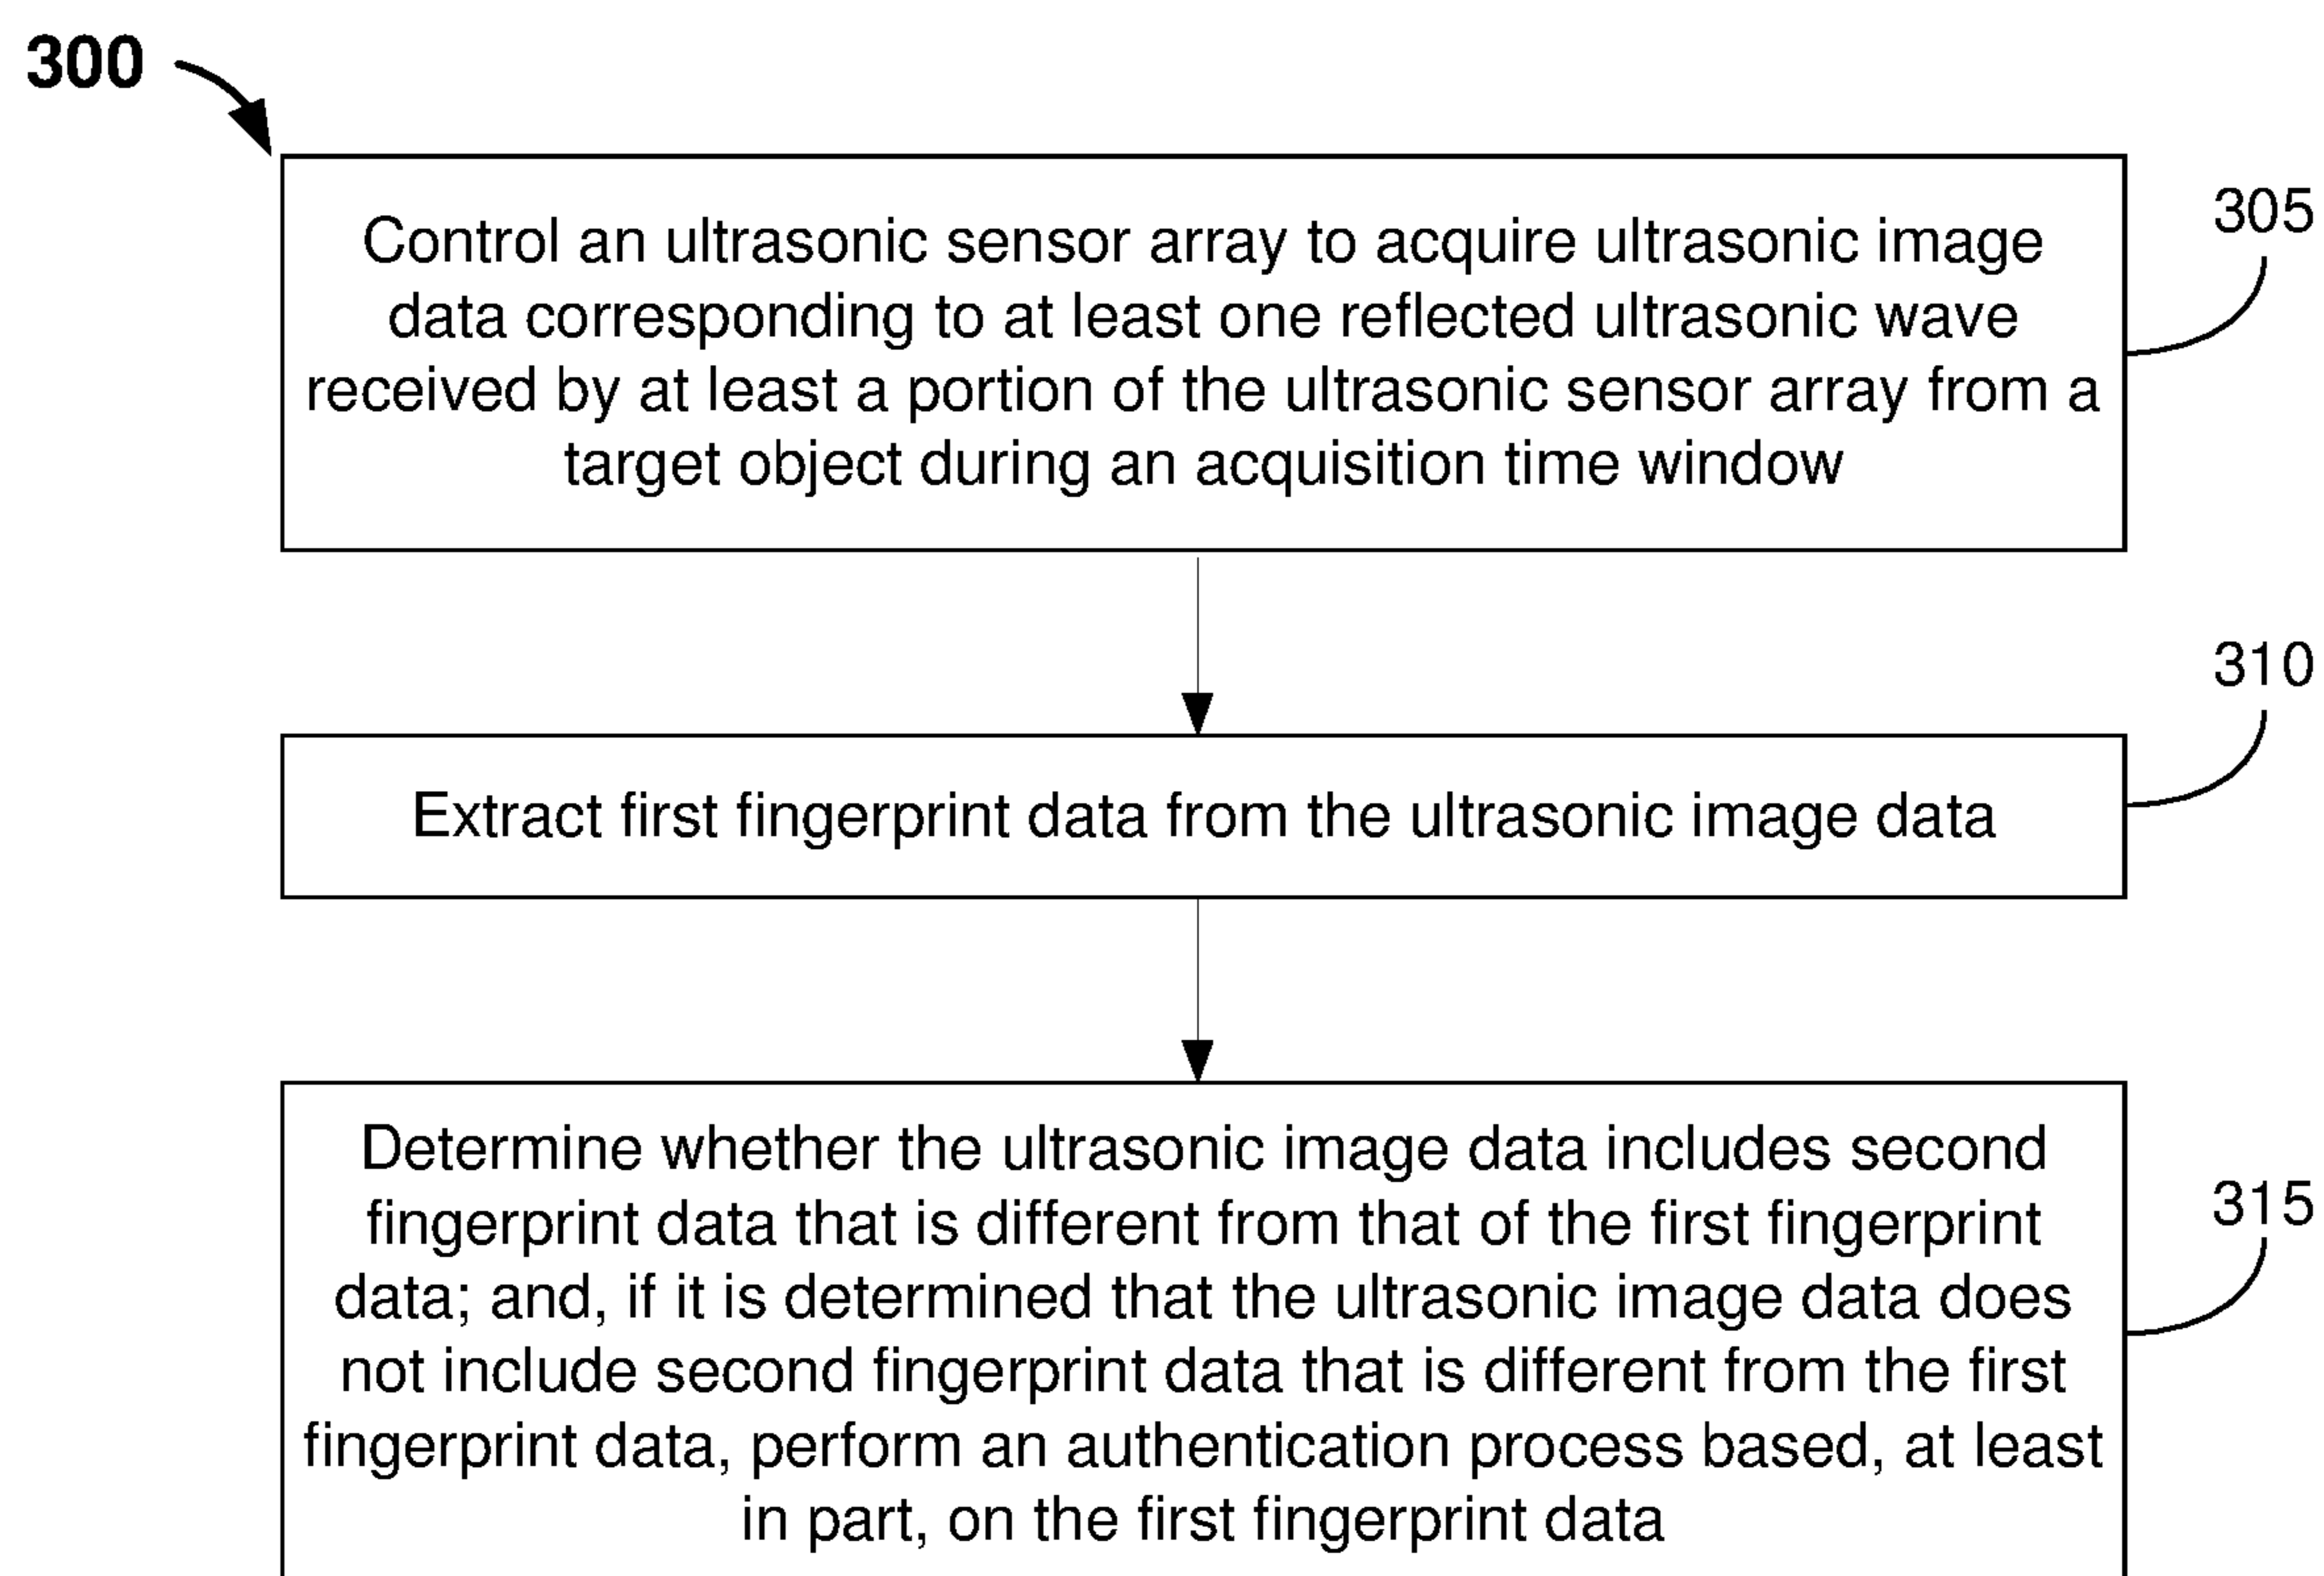 300
305
Control an ultrasonic sensor array to acquire ultrasonic image
data corresponding to at least one reflected ultrasonic wave
received by at least a portion of the ultrasonic sensor array from a
target object during an acquisition time window
310
Extract first fingerprint data from the ultrasonic image data
Determine whether the ultrasonic image data includes second
315
fingerprint data that is different from that of the first fingerprint
data; and, if it is determined that the ultrasonic image data does
not include second fingerprint data that is different from the first
fingerprint data, perform an authentication process based, at least
in part, on the first fingerprint data